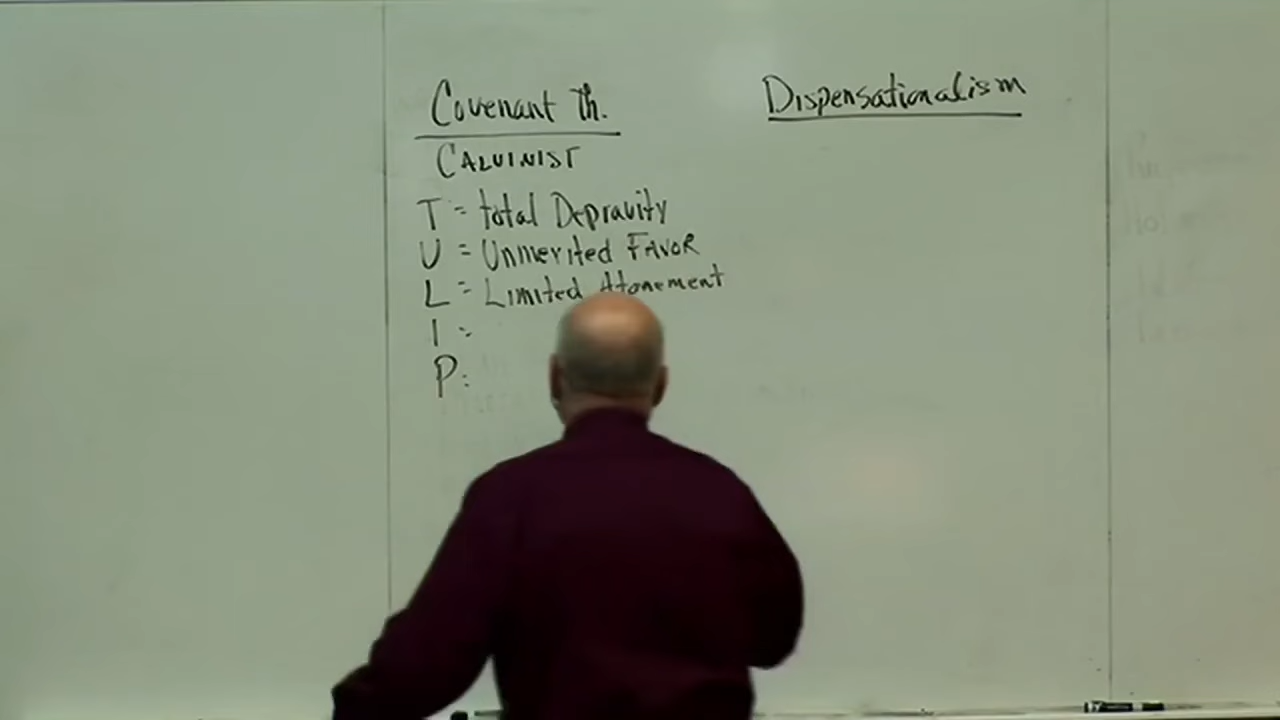 Covenant Th.
Dispensationalism
CALVINIST
T = total Depravity
U = Unmerited FAVOR
L = Limited Atonement
I =
P: